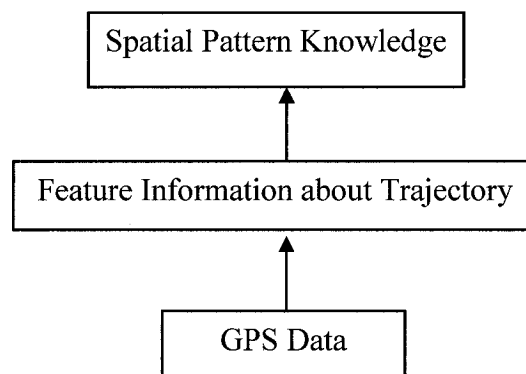 Spatial Pattern Knowledge
Feature Information about Trajectory
GPS Data